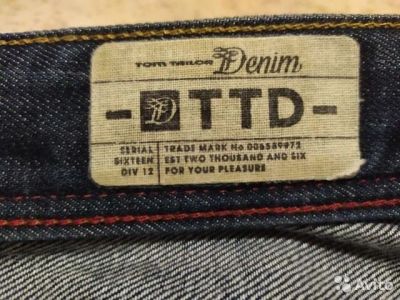 TOM TAILOR Denim
- TTD -
SERIAL
SIXTEEN
DIV 12
TRADE MARK No 006589972
EST TWO THOUSAND AND SIX
FOR YOUR PLEASURE
Avito